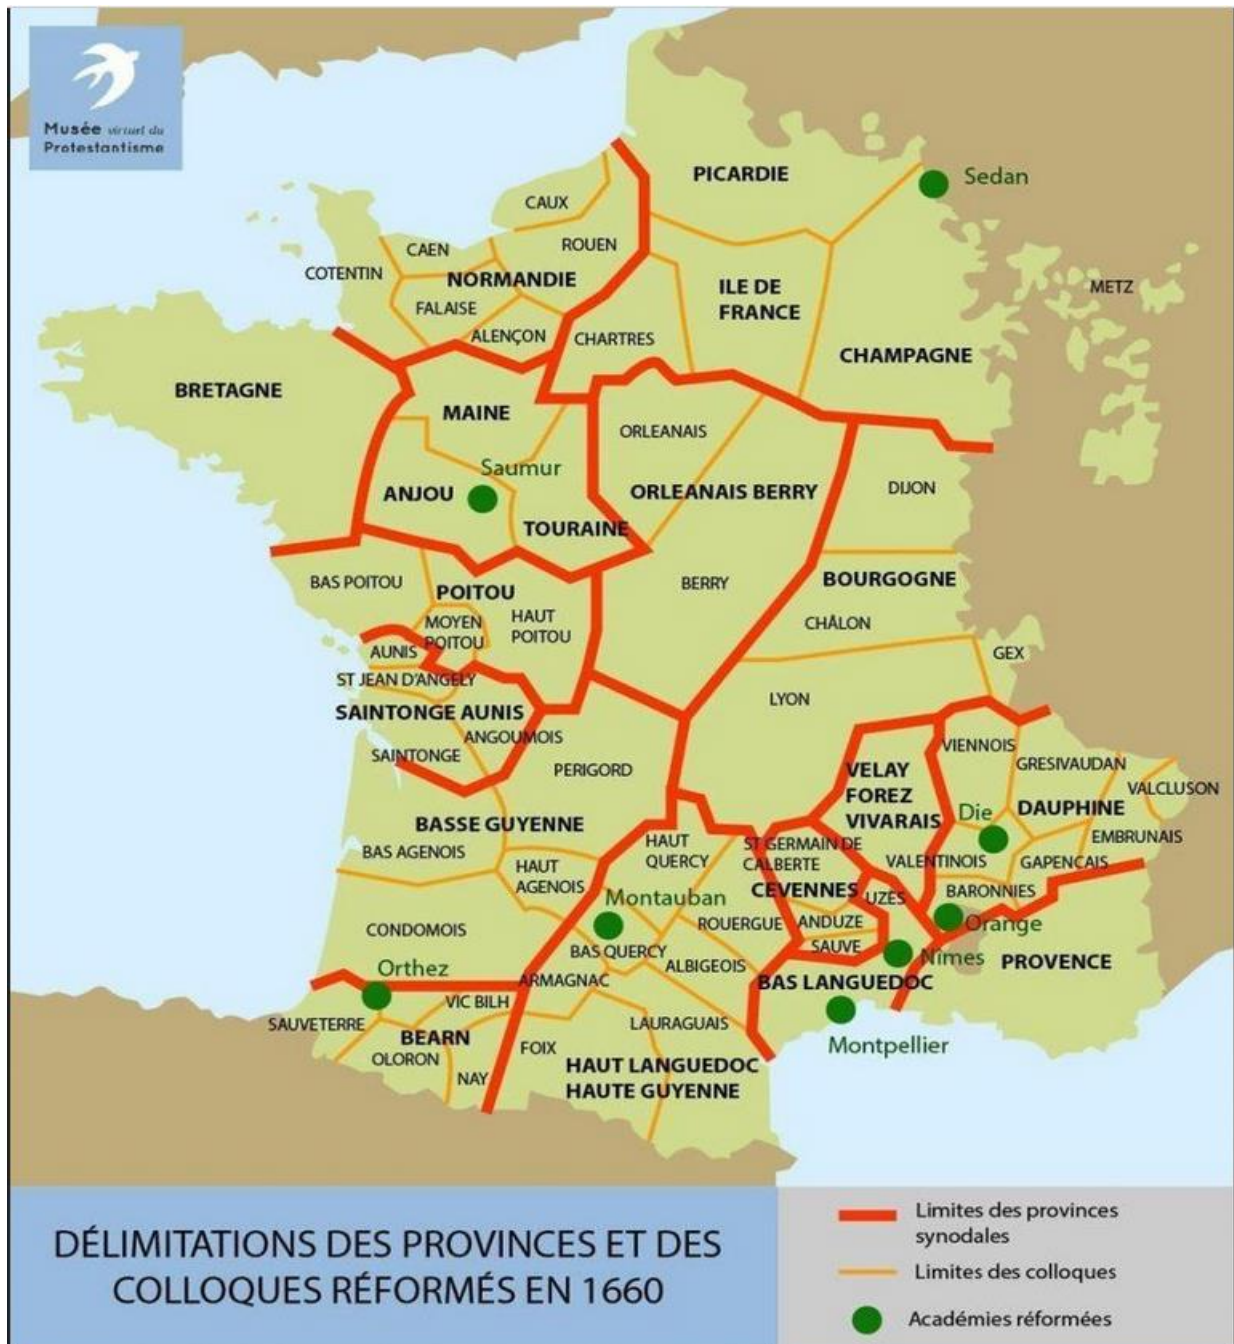 Musée virtuel du
Protestantisme
PICARDIE
Sedan
CAUX
ROUEN
CAEN
COTENTIN
NORMANDIE
ILE DE
FRANCE
METZ
FALAISE
ALENÇON
CHARTRES
CHAMPAGNE
BRETAGNE
MAINE
ORLEANAIS
Saumur
ANJOU
ORLEANAIS BERRY
DIJON
TOURAINE
BAS POITOU
POITOU
BERRY
BOURGOGNE
MOYEN
POITOU
HAUT
POITOU
CHÂLON
AUNIS
GEX
ST JEAN D'ANGELY
LYON
SAINTONGE AUNIS
ANGOUMOIS
SAINTONGE
PERIGORD
VIENNOIS
GRESIVAUDAN
VELAY
FOREZ
VIVARAIS
VALCLUSON
DAUPHINE
Die
BASSE GUYENNE
EMBRUNAIS
BAS AGENOIS
HAUT
QUERCY
ST GERMAIN DE
CALBERTE
VALENTINOIS
GAPENCAIS
HAUT
AGENOIS
CEVENNES
UZES
BARONNIES
Montauban
ROUERGUE
ANDUZE
Orange
CONDOMOIS
BAS QUERCY
SAUVE
Nîmes
PROVENCE
Orthez
ARMAGNAC
ALBIGEOIS
BAS LANGUEDOC
VIC BILH
SAUVETERRE
LAURAGUAIS
BEARN
Montpellier
OLORON
FOIX
NAY
HAUT LANGUEDOC
HAUTE GUYENNE
DÉLIMITATIONS DES PROVINCES ET DES
COLLOQUES RÉFORMÉS EN 1660
Limites des provinces
synodales
Limites des colloques
Académies réformées